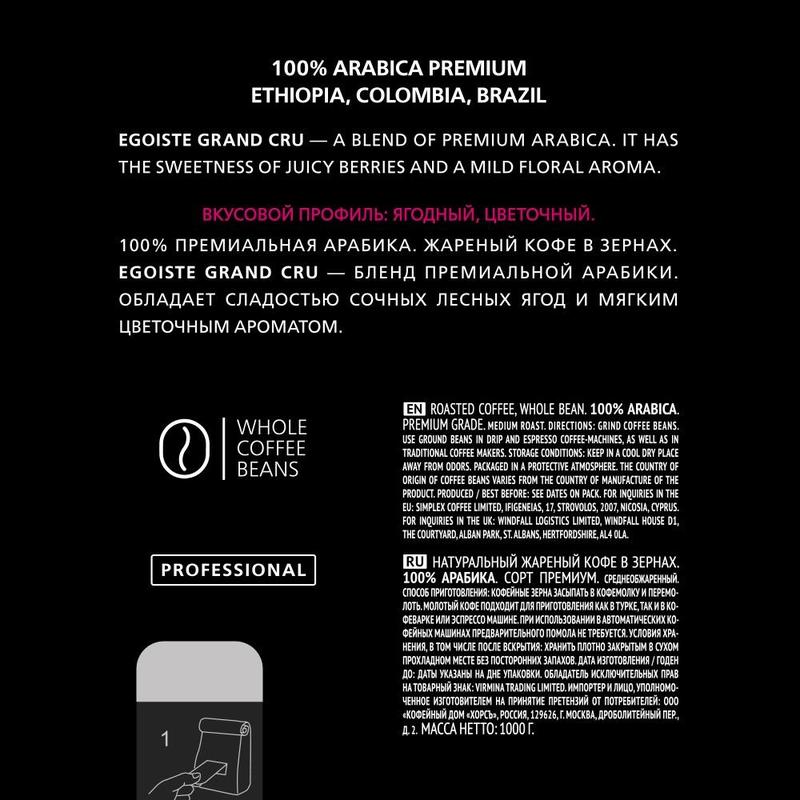 100% ARABICA PREMIUM
ETHIOPIA, COLOMBIA, BRAZIL
EGOISTE GRAND CRU — A BLEND OF PREMIUM ARABICA. IT HAS
THE SWEETNESS OF JUICY BERRIES AND A MILD FLORAL AROMA.
ВКУСОВОЙ ПРОФИЛЬ: ЯГОДНЫЙ, ЦВЕТОЧНЫЙ.
100% ПРЕМИАЛЬНАЯ АРАБИКА. ЖАРЕНЫЙ КОФЕ В ЗЕРНАХ.
EGOISTE GRAND CRU — БЛЕНД ПРЕМИАЛЬНОЙ АРАБИКИ.
ОБЛАДАЕТ СЛАДОСТЬЮ СОЧНЫХ ЛЕСНЫХ ЯГОД И МЯГКИМ
ЦВЕТОЧНЫМ АРОМАТОМ.
WHOLE
COFFEE
BEANS
PROFESSIONAL
1
EN ROASTED COFFEE, WHOLE BEAN. 100% ARABICA.
PREMIUM GRADE. MEDIUM ROAST. DIRECTIONS: GRIND COFFEE BEANS.
USE GROUND BEANS IN DRIP AND ESPRESSO COFFEE-MACHINES, AS WELL AS IN
TRADITIONAL COFFEE MAKERS. STORAGE CONDITIONS: KEEP IN A COOL DRY PLACE
AWAY FROM ODORS. PACKAGED IN A PROTECTIVE ATMOSPHERE. THE COUNTRY OF
ORIGIN OF COFFEE BEANS VARIES FROM THE COUNTRY OF MANUFACTURE OF THE
PRODUCT. PRODUCED / BEST BEFORE: SEE DATES ON PACK. FOR INQUIRIES IN THE
EU: SIMPLEX COFFEE LIMITED, IFIGENEIAS, 17, STROVOLOS, 2007, NICOSIA, CYPRUS.
FOR INQUIRIES IN THE UK: WINDFALL LOGISTICS LIMITED, WINDFALL HOUSE D1,
THE COURTYARD, ALBAN PARK, ST. ALBANS, HERTFORDSHIRE, AL4 0LA.
RU НАТУРАЛЬНЫЙ ЖАРЕНЫЙ КОФЕ В ЗЕРНАХ.
100% АРАБИКА. СОРТ ПРЕМИУМ. СРЕДНЕОБЖАРЕННЫЙ.
СПОСОБ ПРИГОТОВЛЕНИЯ: КОФЕЙНЫЕ ЗЕРНА ЗАСЫПАТЬ В КОФЕМОЛКУ И ПЕРЕМО-
ЛОТЬ. МОЛОТЫЙ КОФЕ ПОДХОДИТ ДЛЯ ПРИГОТОВЛЕНИЯ КАК В ТУРКЕ, ТАК И В КО-
ФЕВАРКЕ ИЛИ ЭСПРЕССО МАШИНЕ. ПРИ ИСПОЛЬЗОВАНИИ В АВТОМАТИЧЕСКИХ КО-
ФЕЙНЫХ МАШИНАХ ПРЕДВАРИТЕЛЬНОГО ПОМОЛА НЕ ТРЕБУЕТСЯ. УСЛОВИЯ ХРА-
НЕНИЯ, В ТОМ ЧИСЛЕ ПОСЛЕ ВСКРЫТИЯ: ХРАНИТЬ ПЛОТНО ЗАКРЫТЫМ В СУХОМ
ПРОХЛАДНОМ МЕСТЕ БЕЗ ПОСТОРОННИХ ЗАПАХОВ. ДАТА ИЗГОТОВЛЕНИЯ / ГОДЕН
ДО: ДАТЫ УКАЗАНЫ НА ДНЕ УПАКОВКИ. ОБЛАДАТЕЛЬ ИСКЛЮЧИТЕЛЬНЫХ ПРАВ
НА ТОВАРНЫЙ ЗНАК: VIRMINA TRADING LIMITED. ИМПОРТЕР И ЛИЦО, УПОЛНОМО-
ЧЕННОЕ ИЗГОТОВИТЕЛЕМ НА ПРИНЯТИЕ ПРЕТЕНЗИЙ ОТ ПОТРЕБИТЕЛЕЙ: ООО
«КОФЕЙНЫЙ ДОМ «ХОРСЪ», РОССИЯ, 129626, Г. МОСКВА, ДРОБОЛИТЕЙНЫЙ ПЕР.,
Д. 2. МАССА НЕТТО: 1000 Г.